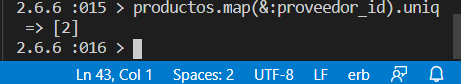 2.6.6 :015 > productos.map(&:proveedor_id).uniq
=> [2]
2.6.6 :016 >
Ln 43, Col 1 Spaces: 2 UTF-8 LF erb